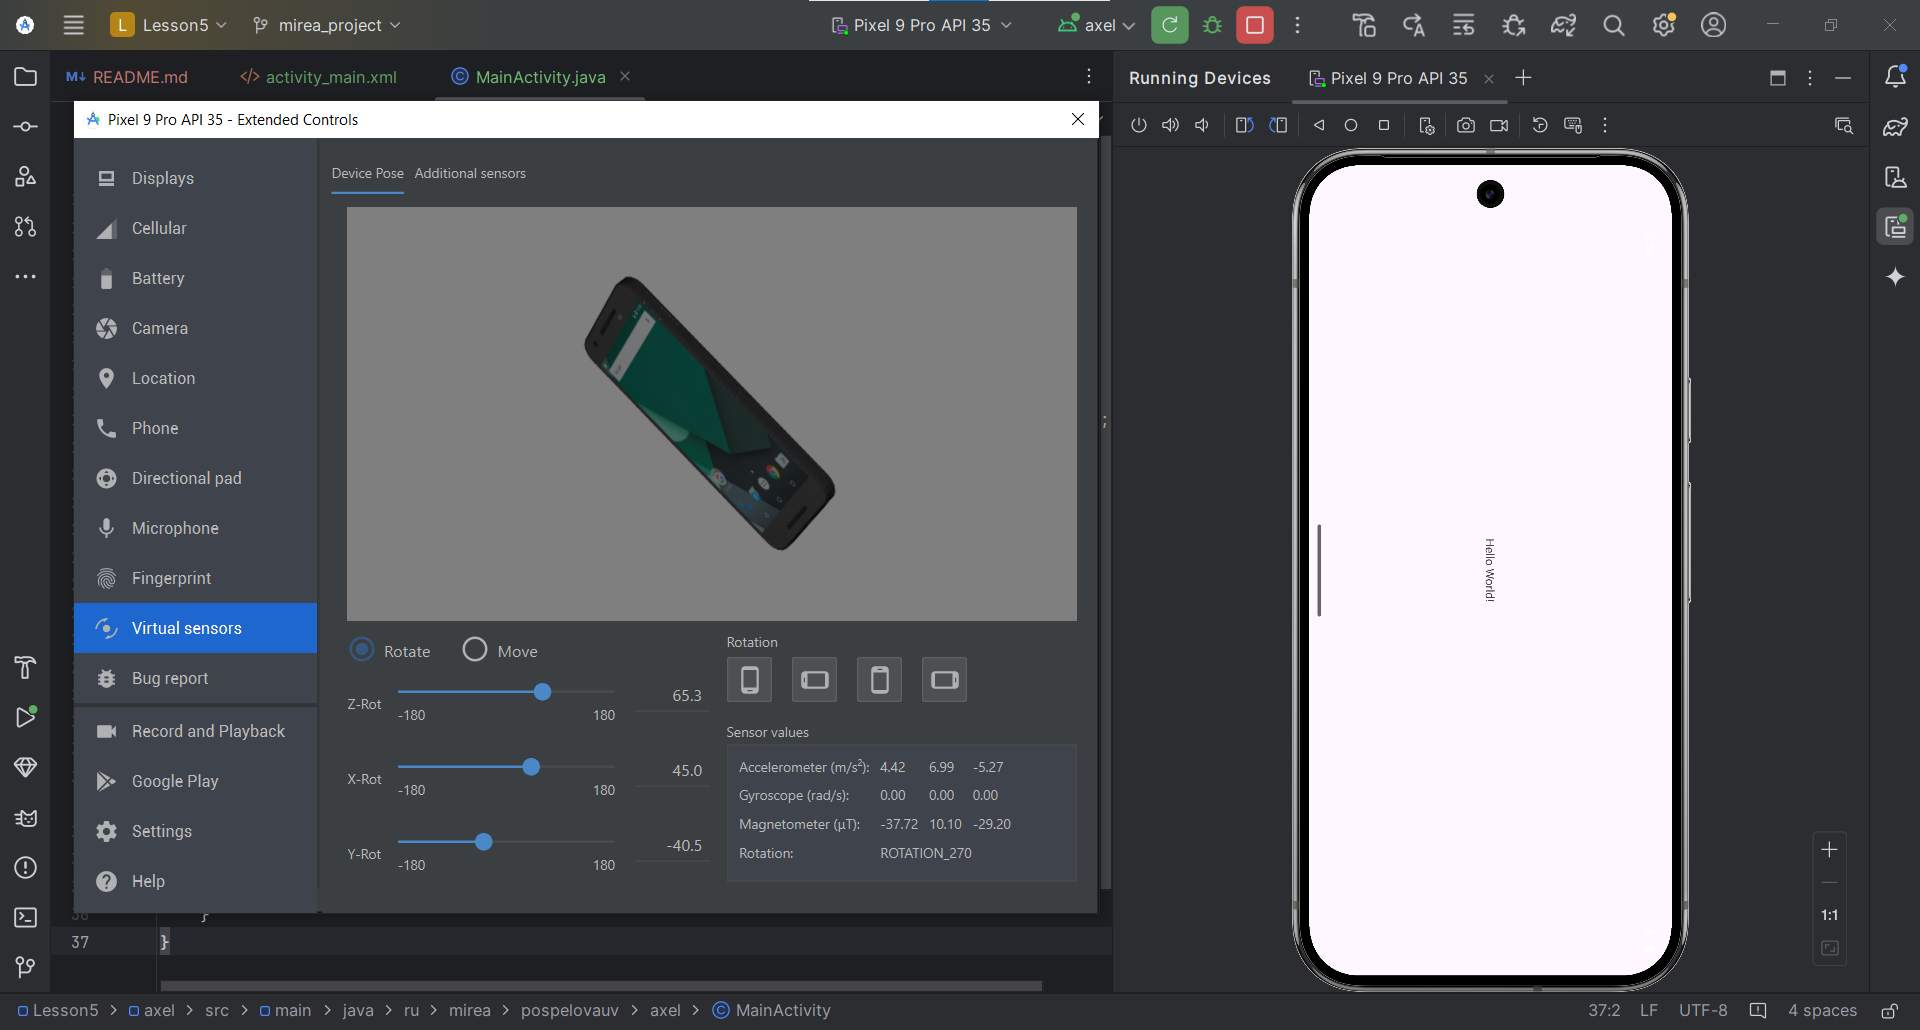 L Lesson5 mirea_project Pixel 9 Pro API 35 axel
M↓ README.md </> activity_main.xml © MainActivity.java
Running Devices Pixel 9 Pro API 35
Pixel 9 Pro API 35 - Extended Controls
Displays
Cellular
Battery
Camera
Location
Phone
Directional pad
Microphone
Fingerprint
Virtual sensors
Bug report
Record and Playback
Google Play
Settings
Help
Device Pose Additional sensors
Rotate Move
Z-Rot 65.3
-180 180
X-Rot 45.0
-180 180
Y-Rot -40.5
-180 180
Rotation
Sensor values
Accelerometer (m/s²): 4.42 6.99 -5.27
Gyroscope (rad/s): 0.00 0.00 0.00
Magnetometer (μT): -37.72 10.10 -29.20
Rotation: ROTATION_270
;
36 }
37 }
Hello World!
1:1
Lesson5 > axel > src > main > java > ru > mirea > pospelovauv > axel > © MainActivity
37:2 LF UTF-8 4 spaces